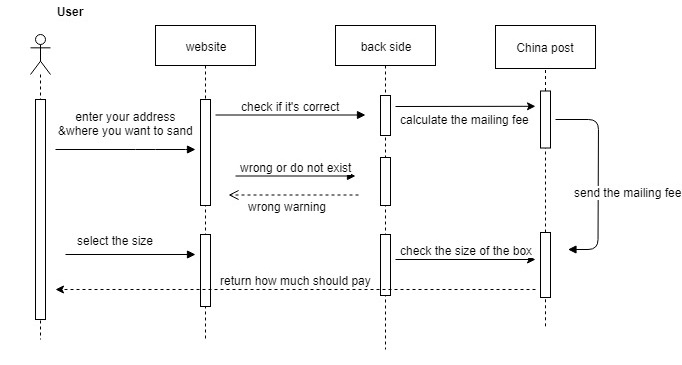 User
website
back side
China post
enter your address
&where you want to sand
check if it's correct
calculate the mailing fee
wrong or do not exist
wrong warning
send the mailing fee
select the size
check the size of the box
return how much should pay